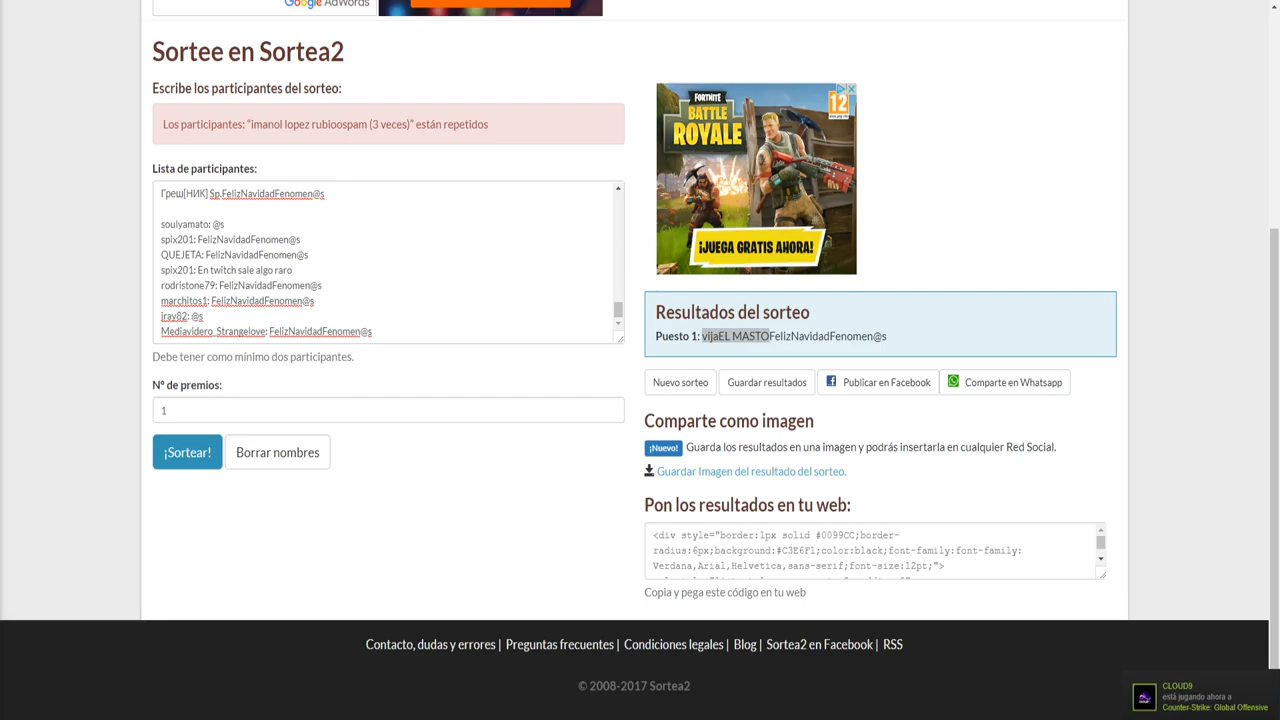 Google AdWords
Sortee en Sortea2
Escribe los participantes del sorteo:
Los participantes: “imanol lopez rubioospam (3 veces)” están repetidos
Lista de participantes:
Греш[НИК] Sp.FelizNavidadFenomen@s
soulyamato: @s
spix201: FelizNavidadFenomen@s
QUEJETA: FelizNavidadFenomen@s
spix201: En twitch sale algo raro
rodristone79: FelizNavidadFenomen@s
marchitos1: FelizNavidadFenomen@s
jray82: @s
Mediavidero_Strangelove: FelizNavidadFenomen@s
Debe tener como mínimo dos participantes.
Nº de premios:
1
¡Sortear!
Borrar nombres
FORTNITE
BATTLE
ROYALE
12
¡JUEGA GRATIS AHORA!
Resultados del sorteo
Puesto 1: vijaEL MASTOFelizNavidadFenomen@s
Nuevo sorteo
Guardar resultados
Publicar en Facebook
Comparte en Whatsapp
Comparte como imagen
¡Nuevo! Guarda los resultados en una imagen y podrás insertarla en cualquier Red Social.
Guardar Imagen del resultado del sorteo.
Pon los resultados en tu web:
<div style="border:1px solid #0099CC;border-
radius:6px;background:#C3E6F1;color:black;font-family:font-family:
Verdana,Arial,Helvetica,sans-serif;font-size:12pt;">
Copia y pega este código en tu web
Contacto, dudas y errores | Preguntas frecuentes | Condiciones legales | Blog | Sortea2 en Facebook | RSS
© 2008-2017 Sortea2
CLOUD9
está jugando ahora a
Counter-Strike: Global Offensive